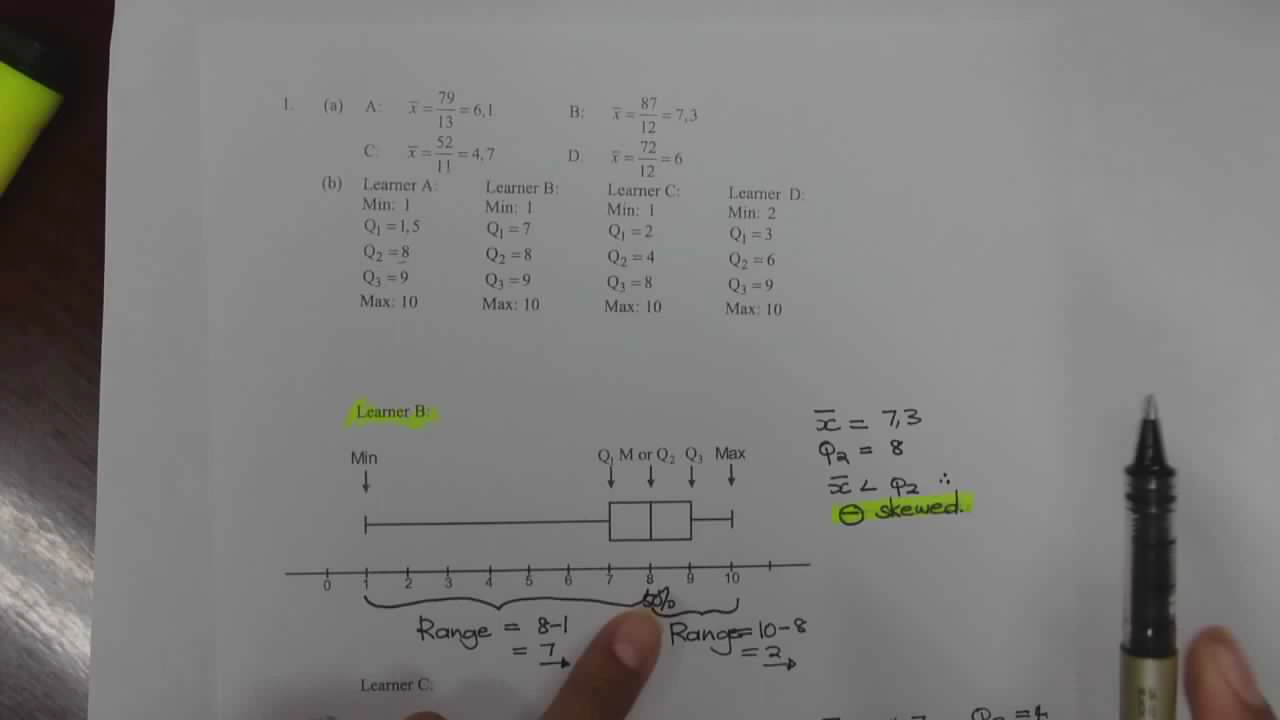 1. (a) A: x̄ = 79/13 = 6,1 B: x̄ = 87/12 = 7,3
C: x̄ = 52/11 = 4,7 D: x̄ = 72/12 = 6
(b) Learner A: Learner B: Learner C: Learner D:
Min: 1 Min: 1 Min: 1 Min: 2
Q₁ = 1,5 Q₁ = 7 Q₁ = 2 Q₁ = 3
Q₂ = 8 Q₂ = 8 Q₂ = 4 Q₂ = 6
Q₃ = 9 Q₃ = 9 Q₃ = 8 Q₃ = 9
Max: 10 Max: 10 Max: 10 Max: 10
Learner B:
x̄ = 7,3
Q₂ = 8
x̄ < Q₂ ∴
⊖ skewed.
Min Q₁ M or Q₂ Q₃ Max
0 1 2 3 4 5 6 7 8 9 10
50%
Range = 8-1
= 7
Range = 10-8
= 2
Learner C:
Q₂ = 4